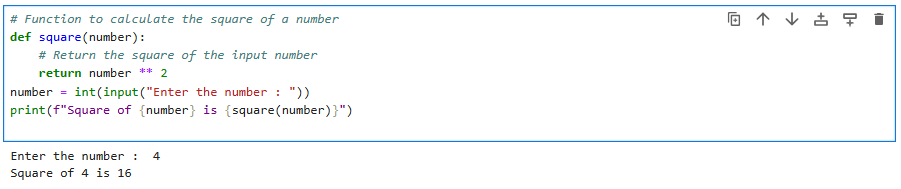 # Function to calculate the square of a number
def square(number):
    # Return the square of the input number
    return number ** 2
number = int(input("Enter the number : "))
print(f"Square of {number} is {square(number)}")
Enter the number :  4
Square of 4 is 16